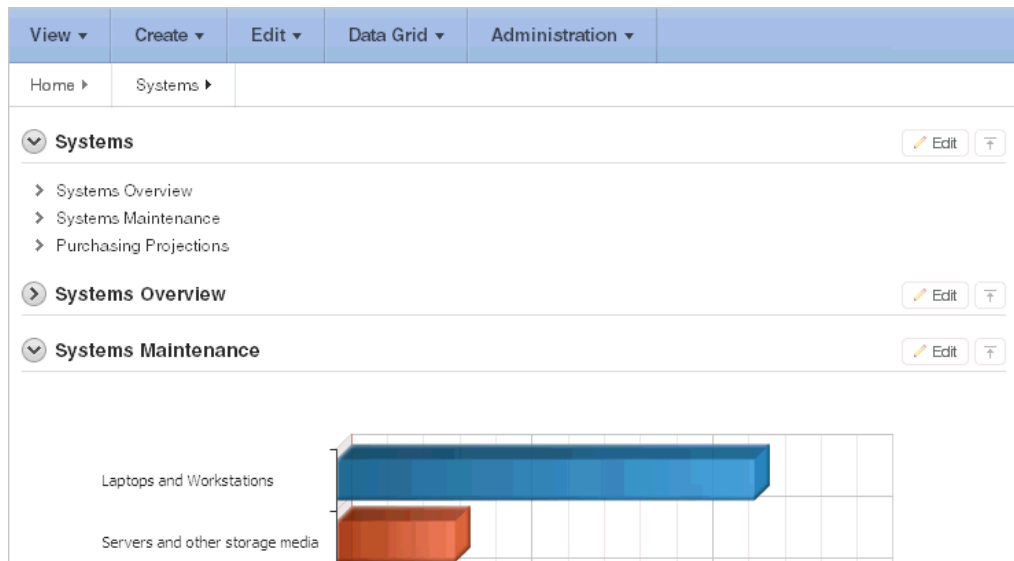 View Create Edit Data Grid Administration
Home Systems
Systems Edit
Systems Overview
Systems Maintenance
Purchasing Projections
Systems Overview Edit
Systems Maintenance Edit
Laptops and Workstations
Servers and other storage media